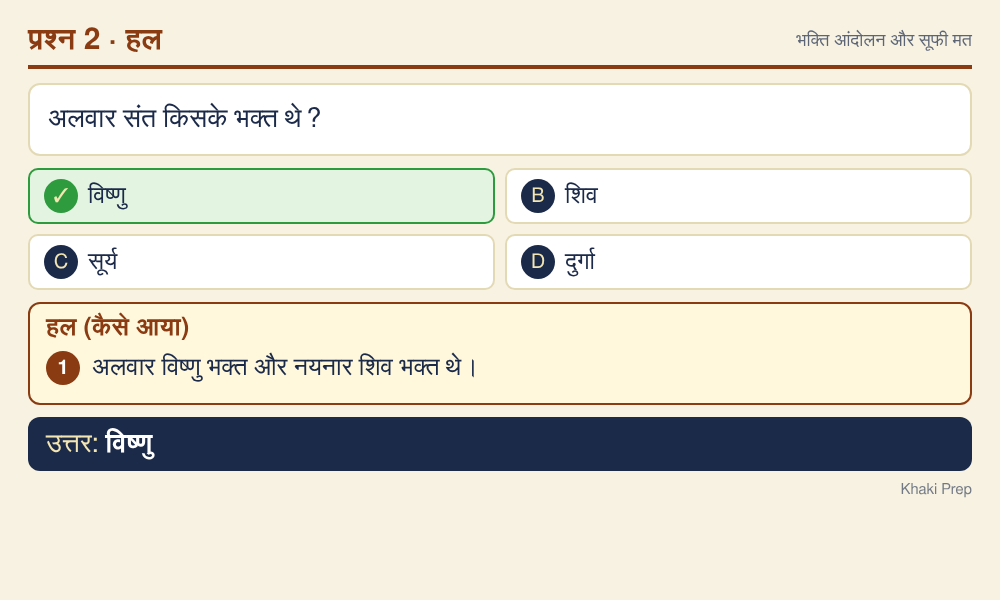 प्रश्न 2 · हल
भक्ति आंदोलन और सूफी मत
अलवार संत किसके भक्त थे ?
✓ विष्णु
B शिव
C सूर्य
D दुर्गा
हल (कैसे आया)
1 अलवार विष्णु भक्त और नयनार शिव भक्त थे।
उत्तर: विष्णु
Khaki Prep